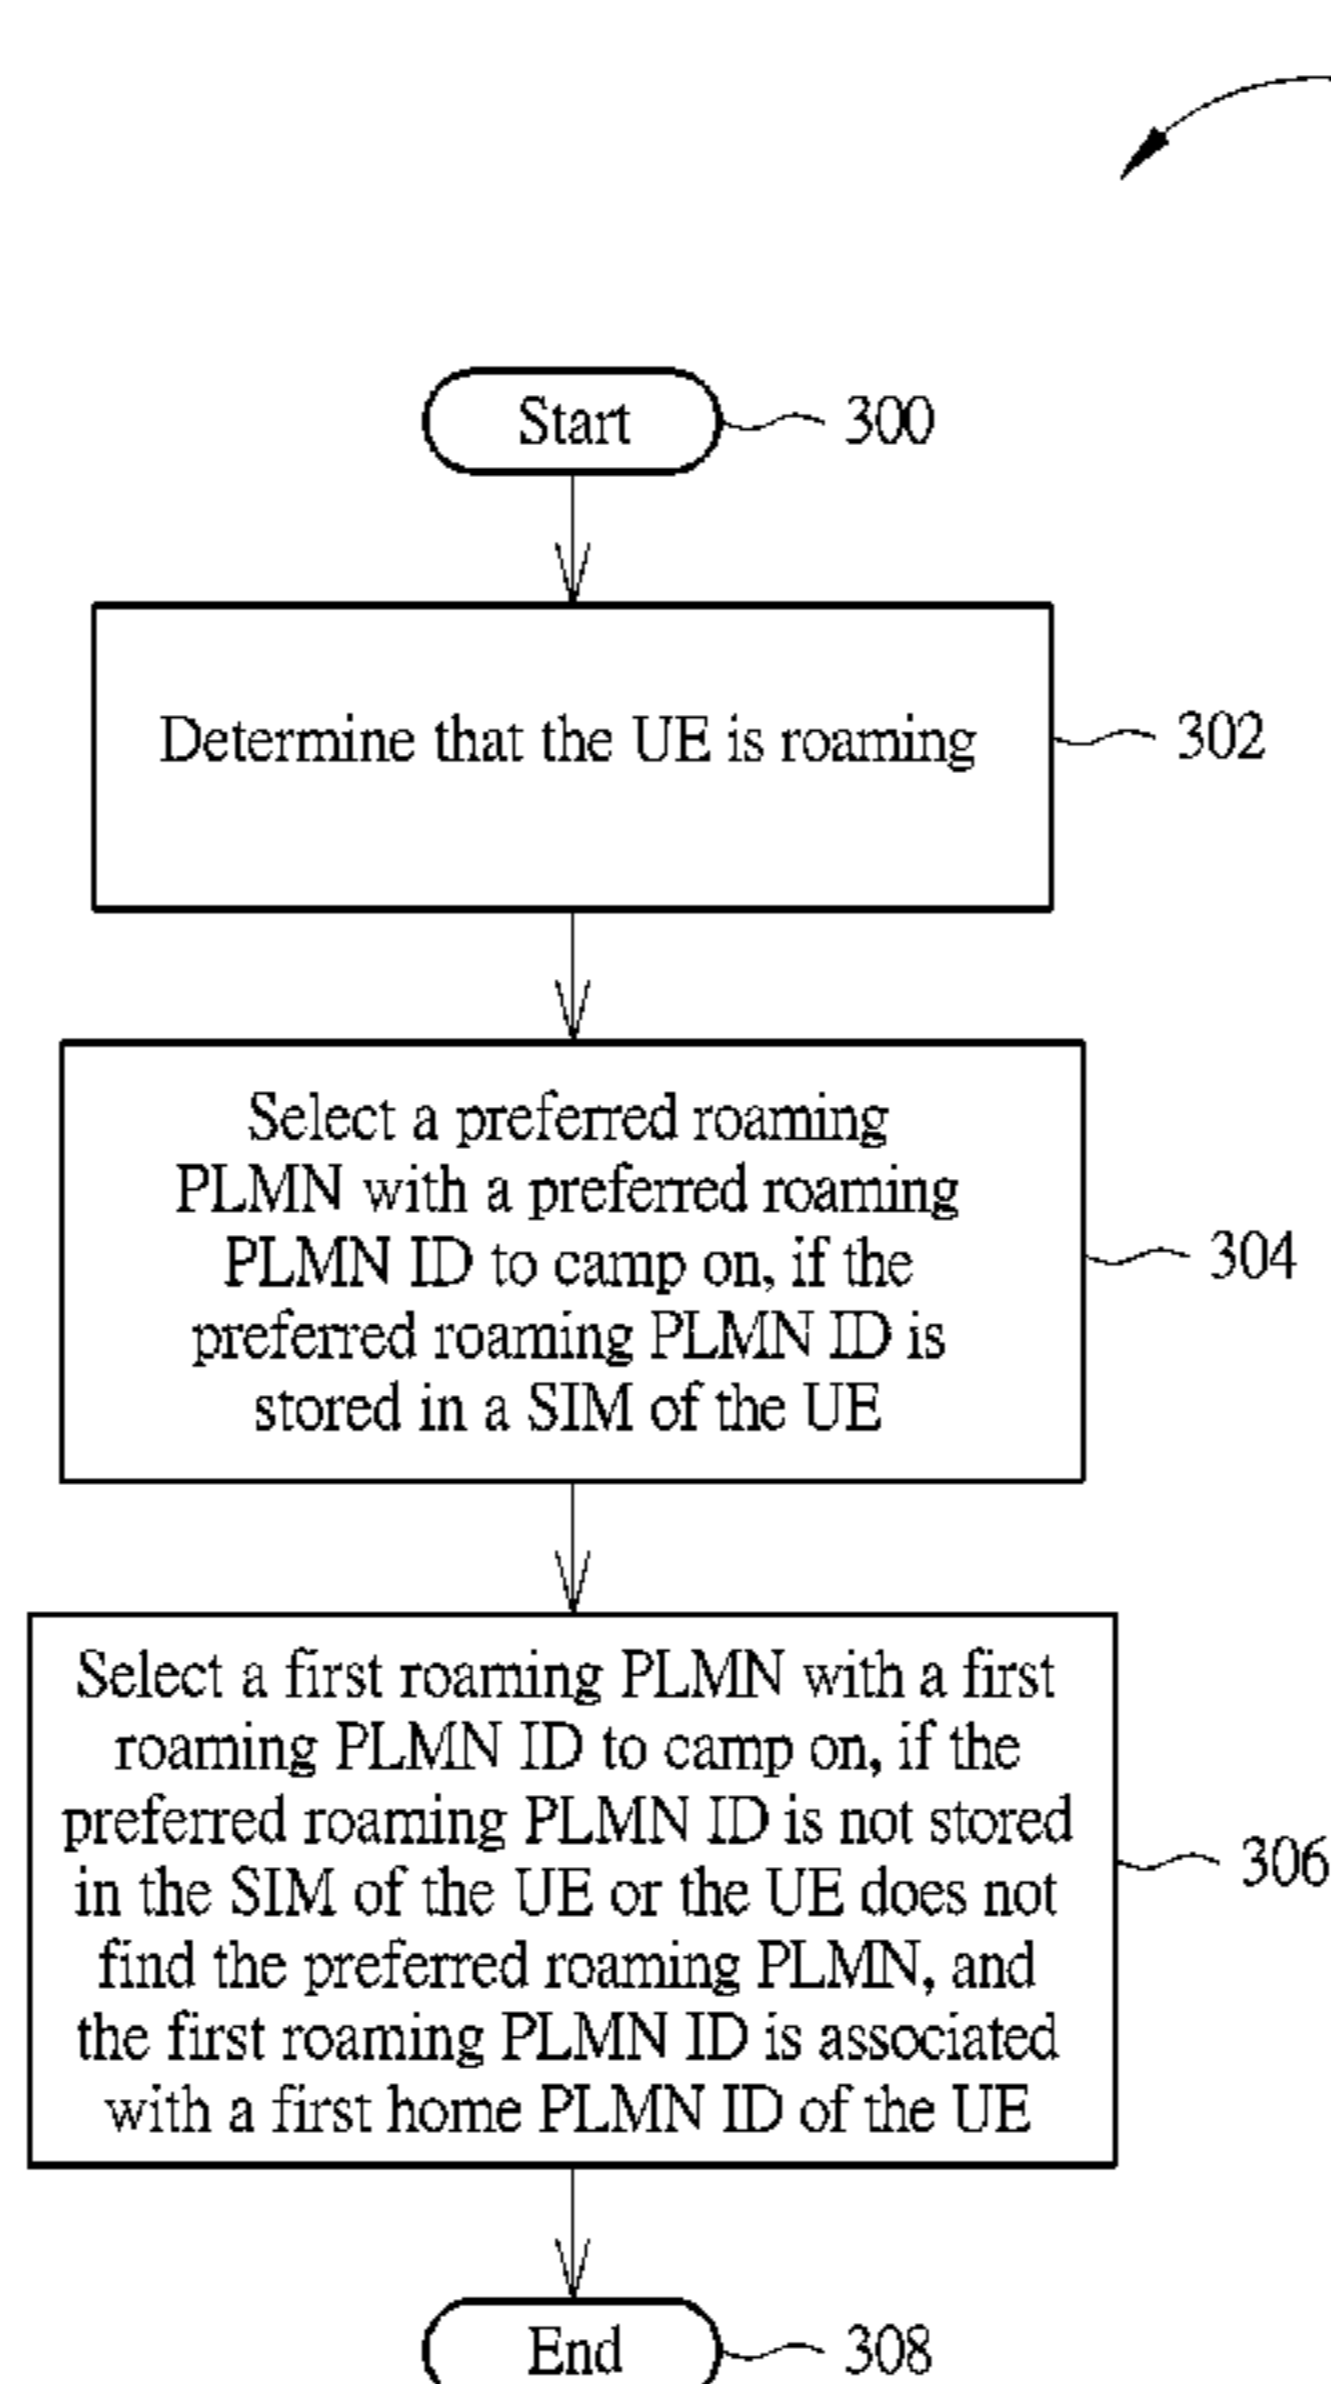 Start
300
Determine that the UE is roaming
302
Select a preferred roaming
PLMN with a preferred roaming
PLMN ID to camp on, if the
preferred roaming PLMN ID is
stored in a SIM of the UE
304
Select a first roaming PLMN with a first
roaming PLMN ID to camp on, if the
preferred roaming PLMN ID is not stored
in the SIM of the UE or the UE does not
find the preferred roaming PLMN, and
the first roaming PLMN ID is associated
with a first home PLMN ID of the UE
306
End
308